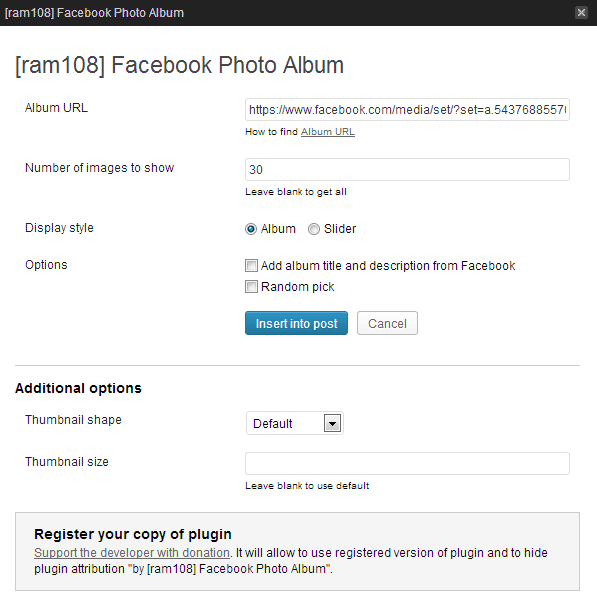 [ram108] Facebook Photo Album
[ram108] Facebook Photo Album
Album URL
https://www.facebook.com/media/set/?set=a.5437688557
How to find Album URL
Number of images to show
30
Leave blank to get all
Display style
Album Slider
Options
Add album title and description from Facebook
Random pick
Insert into post Cancel
Additional options
Thumbnail shape
Default
Thumbnail size
Leave blank to use default
Register your copy of plugin
Support the developer with donation. It will allow to use registered version of plugin and to hide
plugin attribution "by [ram108] Facebook Photo Album".